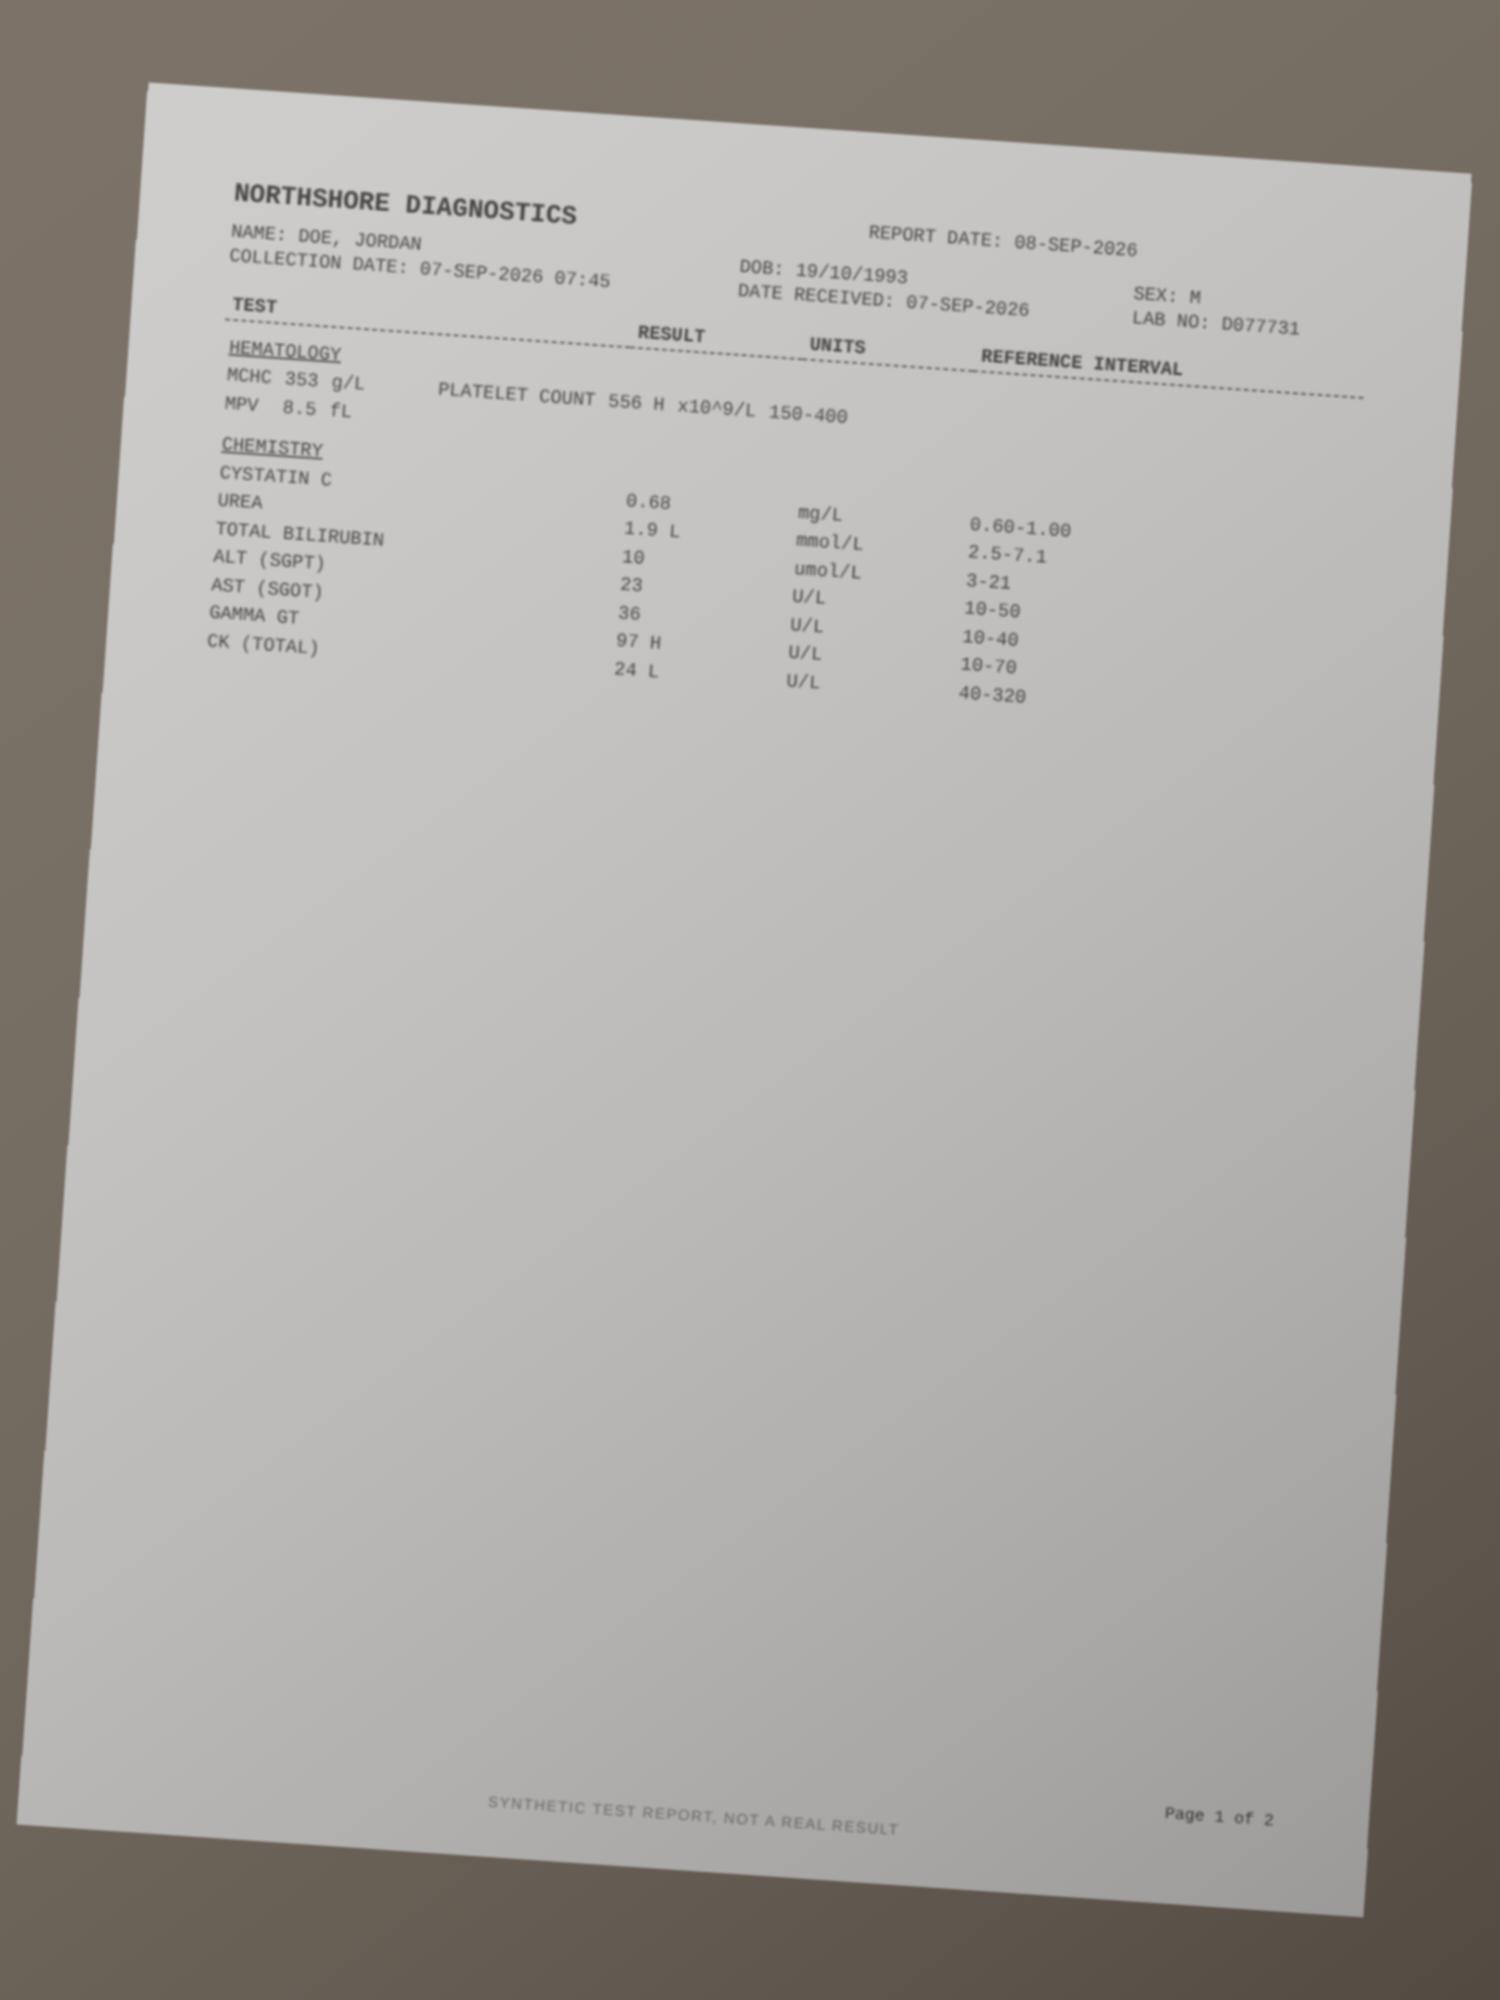 NORTHSHORE DIAGNOSTICS
REPORT DATE: 08-SEP-2026
NAME: DOE, JORDAN DOB: 19/10/1993 SEX: M
COLLECTION DATE: 07-SEP-2026 07:45 DATE RECEIVED: 07-SEP-2026 LAB NO: D077731
TEST RESULT UNITS REFERENCE INTERVAL
HEMATOLOGY
MCHC 353 g/L PLATELET COUNT 556 H x10^9/L 150-400
MPV 8.5 fL
CHEMISTRY
CYSTATIN C 0.68 mg/L 0.60-1.00
UREA 1.9 L mmol/L 2.5-7.1
TOTAL BILIRUBIN 10 umol/L 3-21
ALT (SGPT) 23 U/L 10-50
AST (SGOT) 36 U/L 10-40
GAMMA GT 97 H U/L 10-70
CK (TOTAL) 24 L U/L 40-320
SYNTHETIC TEST REPORT, NOT A REAL RESULT
Page 1 of 2